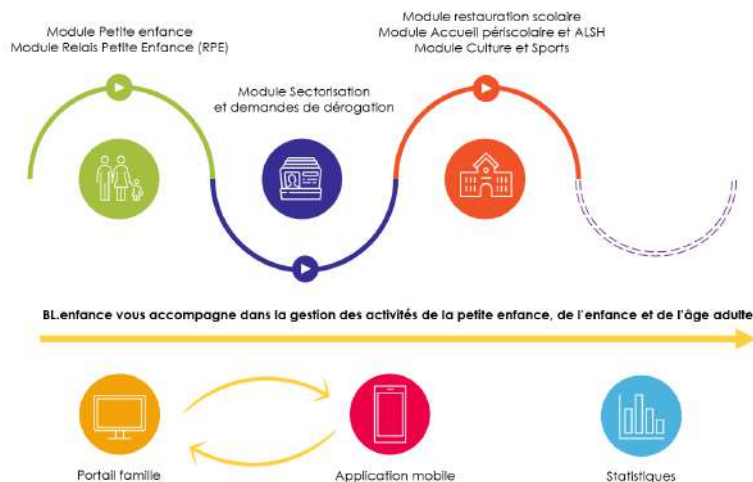 Module Petite enfance
Module Relais Petite Enfance (RPE)
Module restauration scolaire
Module Accueil périscolaire et ALSH
Module Culture et Sports
Module Sectorisation
et demandes de dérogation
BL.enfance vous accompagne dans la gestion des activités de la petite enfance, de l'enfance et de l'âge adulte
Portail famille
Application mobile
Statistiques